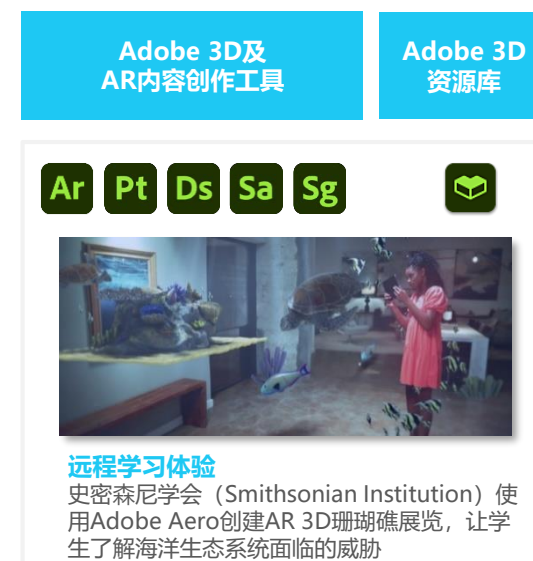 Adobe 3D及
AR内容创作工具
Adobe 3D
资源库
Ar Pt Ds Sa Sg
远程学习体验
史密森尼学会（Smithsonian Institution）使
用Adobe Aero创建AR 3D珊瑚礁展览，让学
生了解海洋生态系统面临的威胁